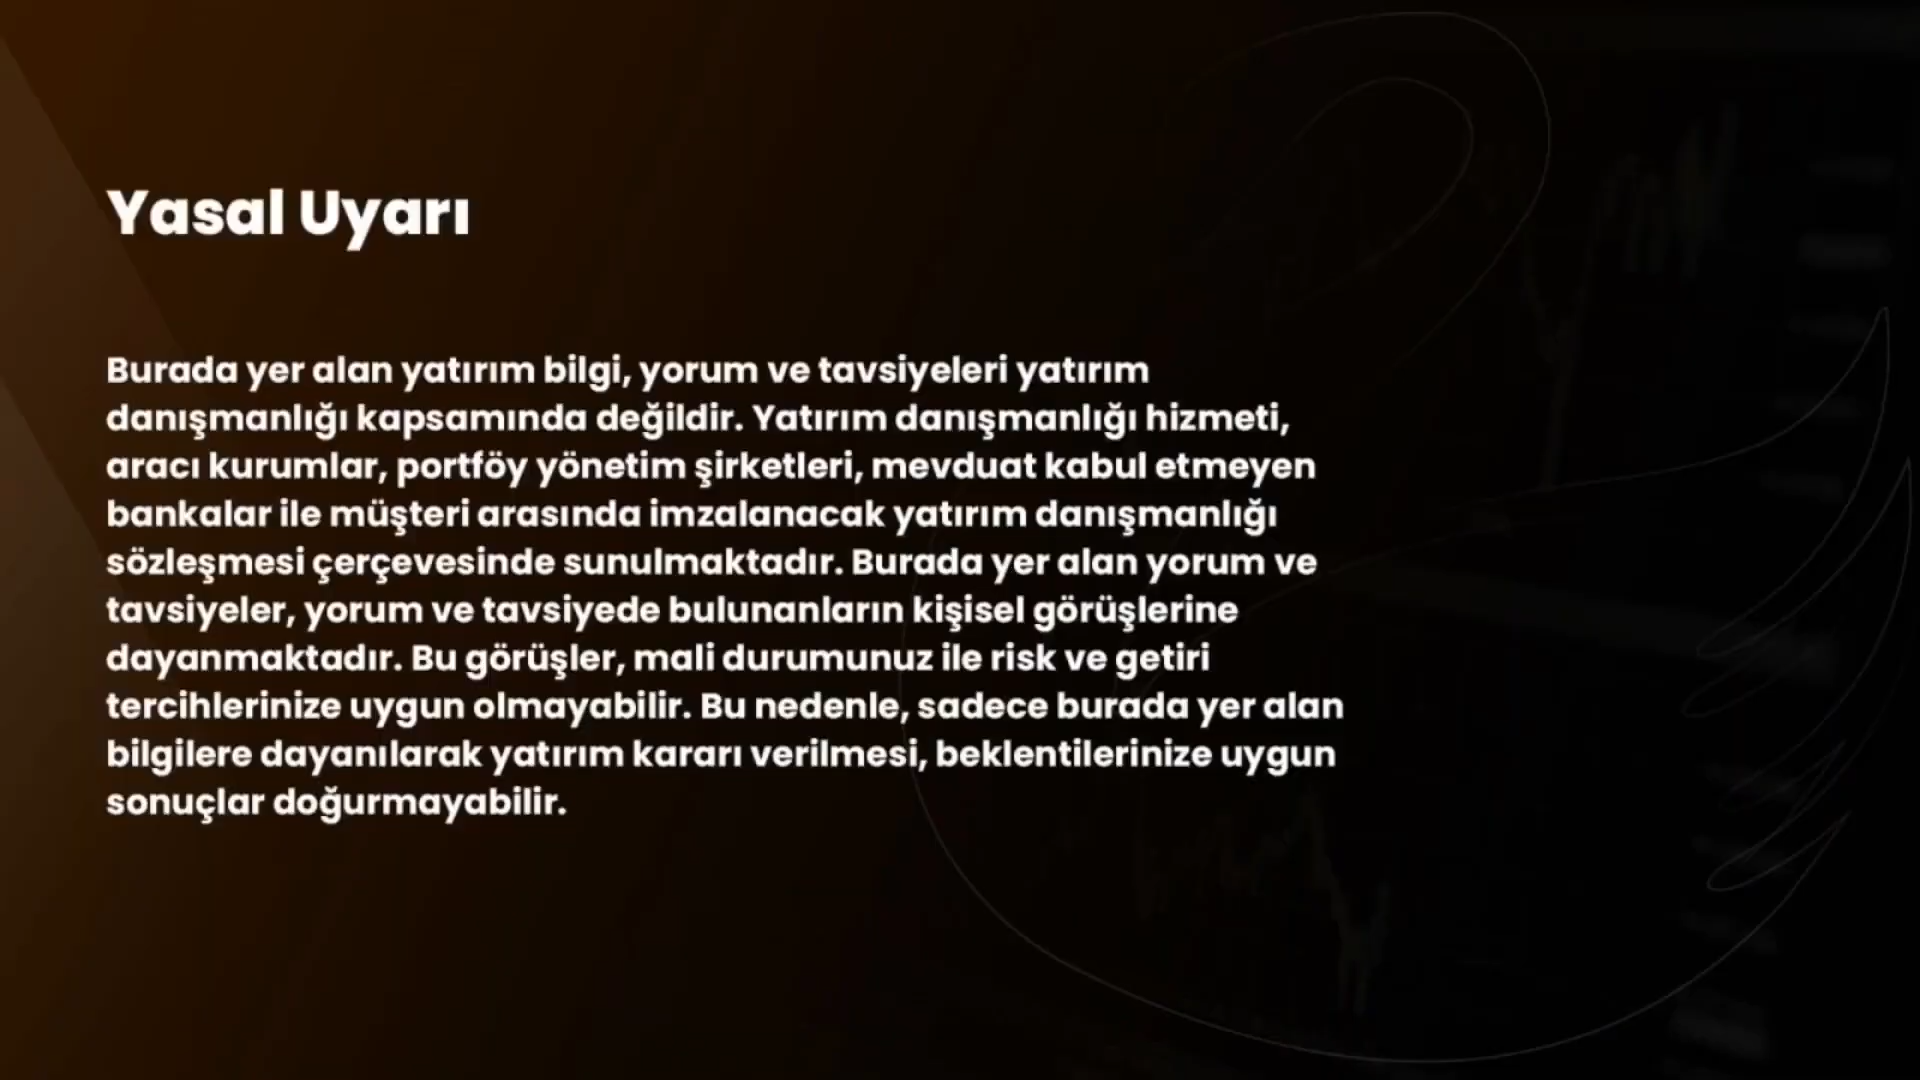 Yasal Uyarı
Burada yer alan yatırım bilgi, yorum ve tavsiyeleri yatırım
danışmanlığı kapsamında değildir. Yatırım danışmanlığı hizmeti,
aracı kurumlar, portföy yönetim şirketleri, mevduat kabul etmeyen
bankalar ile müşteri arasında imzalanacak yatırım danışmanlığı
sözleşmesi çerçevesinde sunulmaktadır. Burada yer alan yorum ve
tavsiyeler, yorum ve tavsiyede bulunanların kişisel görüşlerine
dayanmaktadır. Bu görüşler, mali durumunuz ile risk ve getiri
tercihlerinize uygun olmayabilir. Bu nedenle, sadece burada yer alan
bilgilere dayanılarak yatırım kararı verilmesi, beklentilerinize uygun
sonuçlar doğurmayabilir.